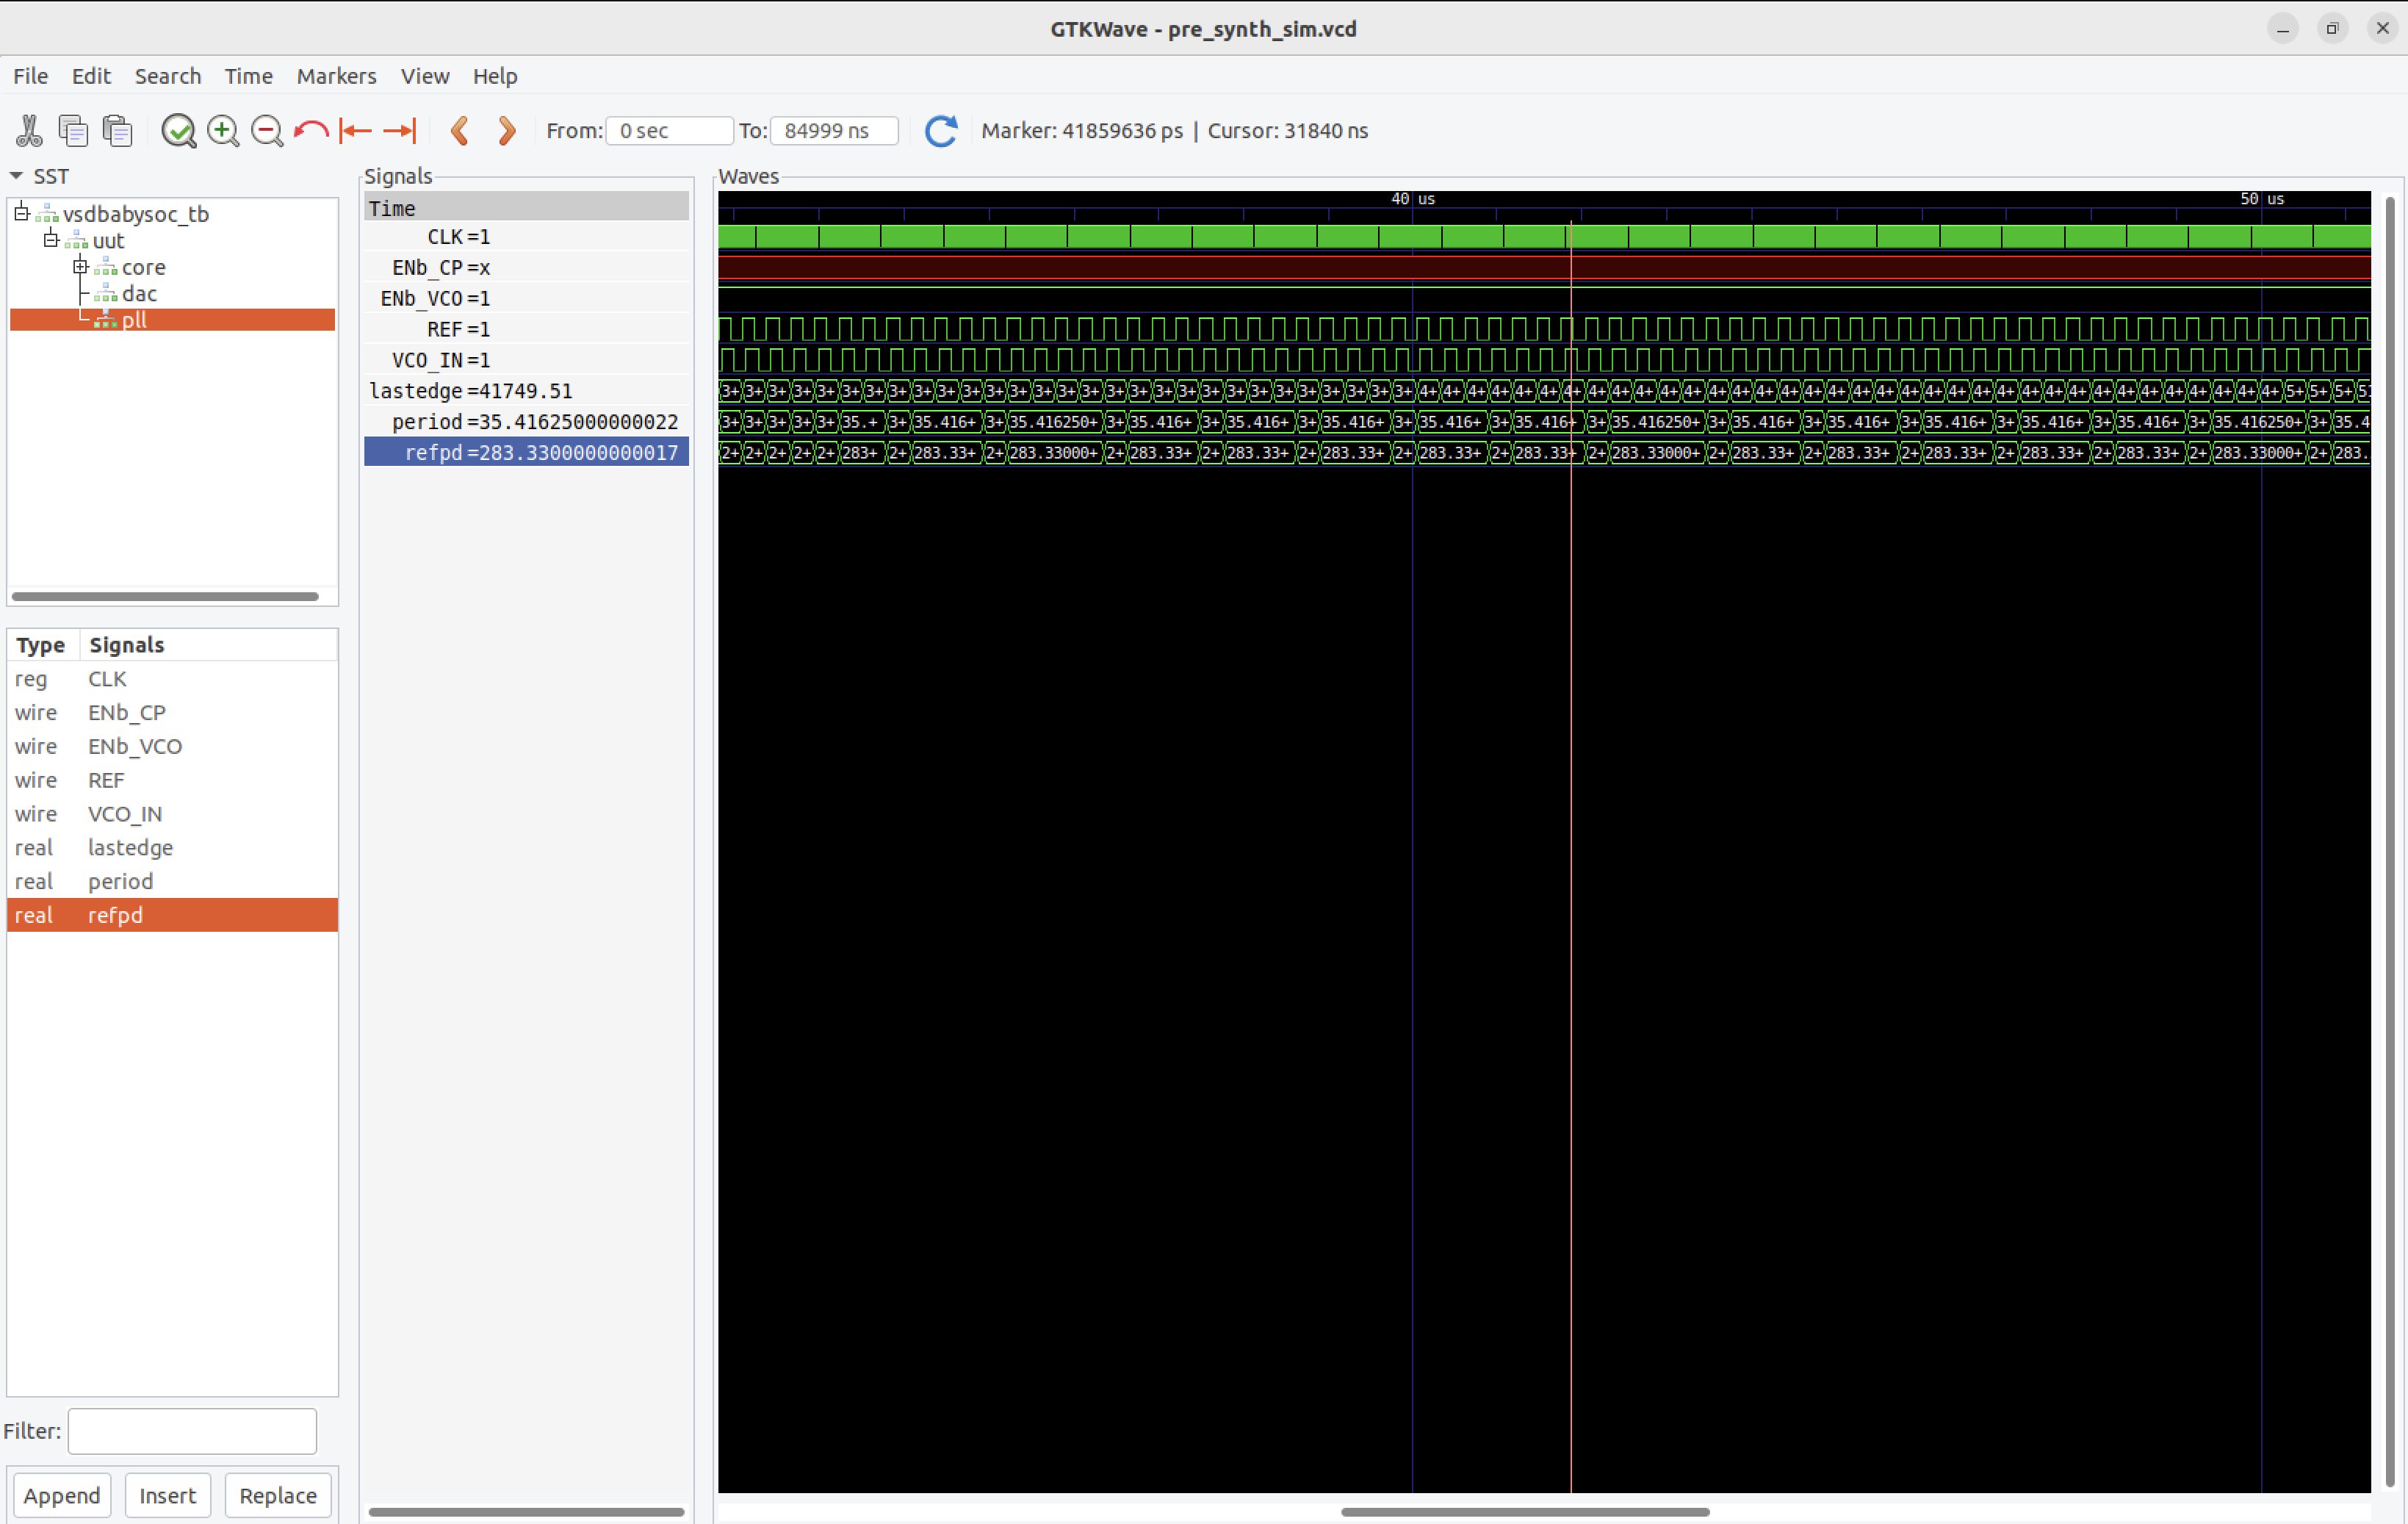 GTKWave - pre_synth_sim.vcd
File Edit Search Time Markers View Help
From: 0 sec To: 84999 ns Marker: 41859636 ps | Cursor: 31840 ns
SST
vsdbabysoc_tb
uut
core
dac
pll
Type Signals
reg CLK
wire ENb_CP
wire ENb_VCO
wire REF
wire VCO_IN
real lastedge
real period
real refpd
Filter:
Append Insert Replace
Signals
Time
CLK=1
ENb_CP=x
ENb_VCO=1
REF=1
VCO_IN=1
lastedge=41749.51
period=35.41625000000022
refpd=283.3300000000017
Waves
40 us 50 us
3+ 3+ 3+ 3+ 3+ 3+ 3+ 3+ 3+ 3+ 3+ 3+ 3+ 3+ 3+ 3+ 3+ 3+ 3+ 3+ 3+ 3+ 3+ 3+ 3+ 3+ 3+ 3+ 3+ 4+ 4+ 4+ 4+ 4+ 4+ 4+ 4+ 4+ 4+ 4+ 4+ 4+ 4+ 4+ 4+ 4+ 4+ 4+ 4+ 4+ 4+ 4+ 4+ 4+ 4+ 4+ 4+ 4+ 4+ 4+ 4+ 4+ 4+ 4+ 4+ 5+ 5+ 5+ 51
3+ 3+ 3+ 3+ 3+ 35.+ 3+ 35.416+ 3+ 35.416250+ 3+ 35.416+ 3+ 35.416+ 3+ 35.416+ 3+ 35.416+ 3+ 35.416+ 3+ 35.416250+ 3+ 35.416+ 3+ 35.416+ 3+ 35.416+ 3+ 35.416+ 3+ 35.416250+ 3+ 35.4
2+ 2+ 2+ 2+ 2+ 283+ 2+ 283.33+ 2+ 283.33000+ 2+ 283.33+ 2+ 283.33+ 2+ 283.33+ 2+ 283.33+ 2+ 283.33+ 2+ 283.33000+ 2+ 283.33+ 2+ 283.33+ 2+ 283.33+ 2+ 283.33+ 2+ 283.33000+ 2+ 283.